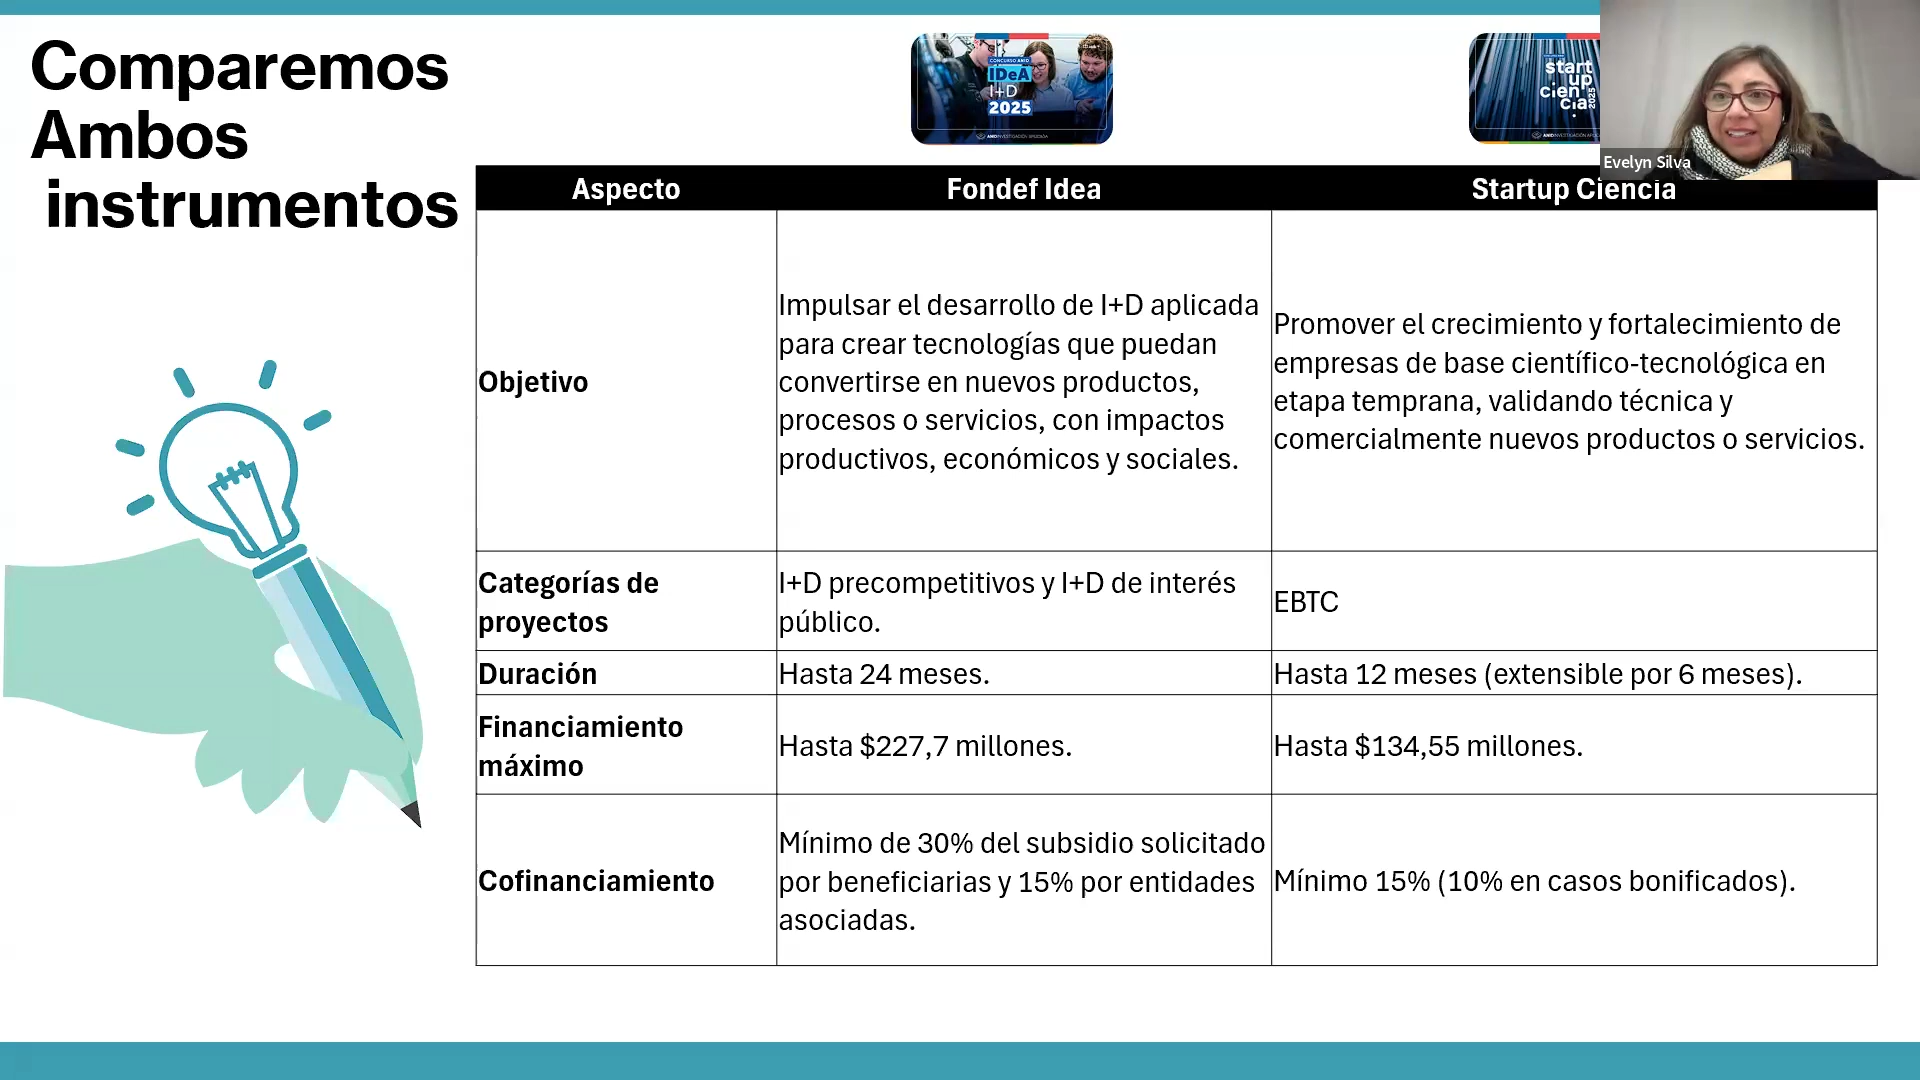 Comparemos
Ambos
instrumentos
CONCURSO ANID
IDeA
I+D
2025
start
up
cien
cia
2025
Evelyn Silva
Aspecto
Fondef Idea
Startup Ciencia
Objetivo
Impulsar el desarrollo de I+D aplicada
para crear tecnologías que puedan
convertirse en nuevos productos,
procesos o servicios, con impactos
productivos, económicos y sociales.
Promover el crecimiento y fortalecimiento de
empresas de base científico-tecnológica en
etapa temprana, validando técnica y
comercialmente nuevos productos o servicios.
Categorías de
proyectos
I+D precompetitivos y I+D de interés
público.
EBTC
Duración
Hasta 24 meses.
Hasta 12 meses (extensible por 6 meses).
Financiamiento
máximo
Hasta $227,7 millones.
Hasta $134,55 millones.
Cofinanciamiento
Mínimo de 30% del subsidio solicitado
por beneficiarias y 15% por entidades
asociadas.
Mínimo 15% (10% en casos bonificados).